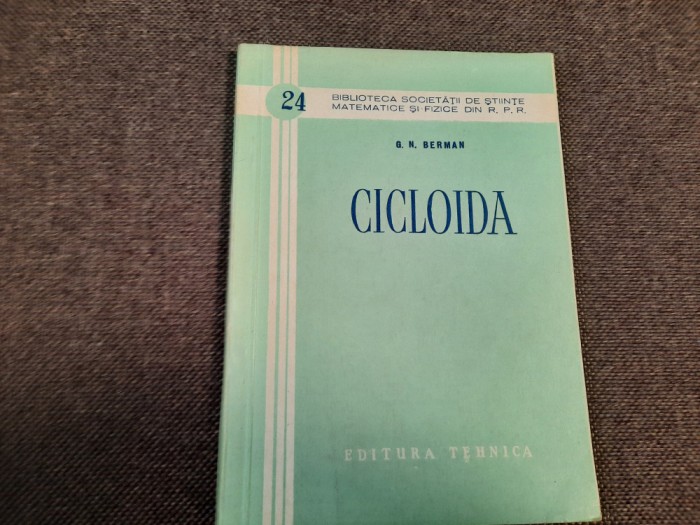 24
BIBLIOTECA SOCIETĂȚII DE ȘTIINȚE
MATEMATICE ȘI FIZICE DIN R. P. R.
G. N. BERMAN
CICLOIDA
EDITURA TEHNICA